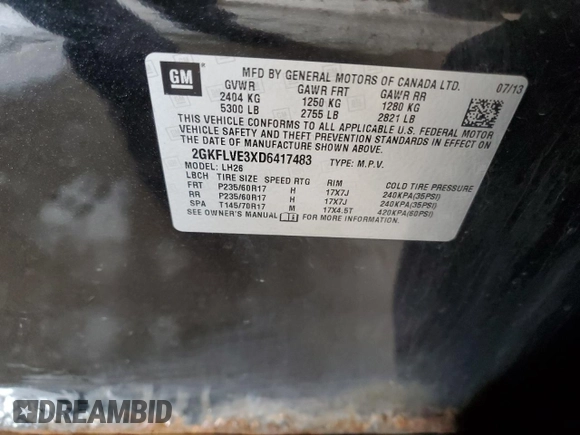 GM
MFD BY GENERAL MOTORS OF CANADA LTD. 07/13
GVWR GAWR FRT GAWR RR
2404 KG 1250 KG 1280 KG
5300 LB 2755 LB 2821 LB
THIS VEHICLE CONFORMS TO ALL APPLICABLE U.S. FEDERAL MOTOR
VEHICLE SAFETY AND THEFT PREVENTION STANDARDS IN EFFECT ON
THE DATE OF MANUFACTURE SHOWN ABOVE.
2GKFLVE3XD6417483 TYPE: M.P.V.
MODEL: LH26
LBCH TIRE SIZE SPEED RTG RIM COLD TIRE PRESSURE
FRT P235/60R17 H 17X7J 240KPA(35PSI)
RR P235/60R17 H 17X7J 240KPA(35PSI)
SPA T145/70R17 M 17X4.5T 420KPA(60PSI)
SEE OWNER'S MANUAL FOR ADDITIONAL INFORMATION.
DREAMBID